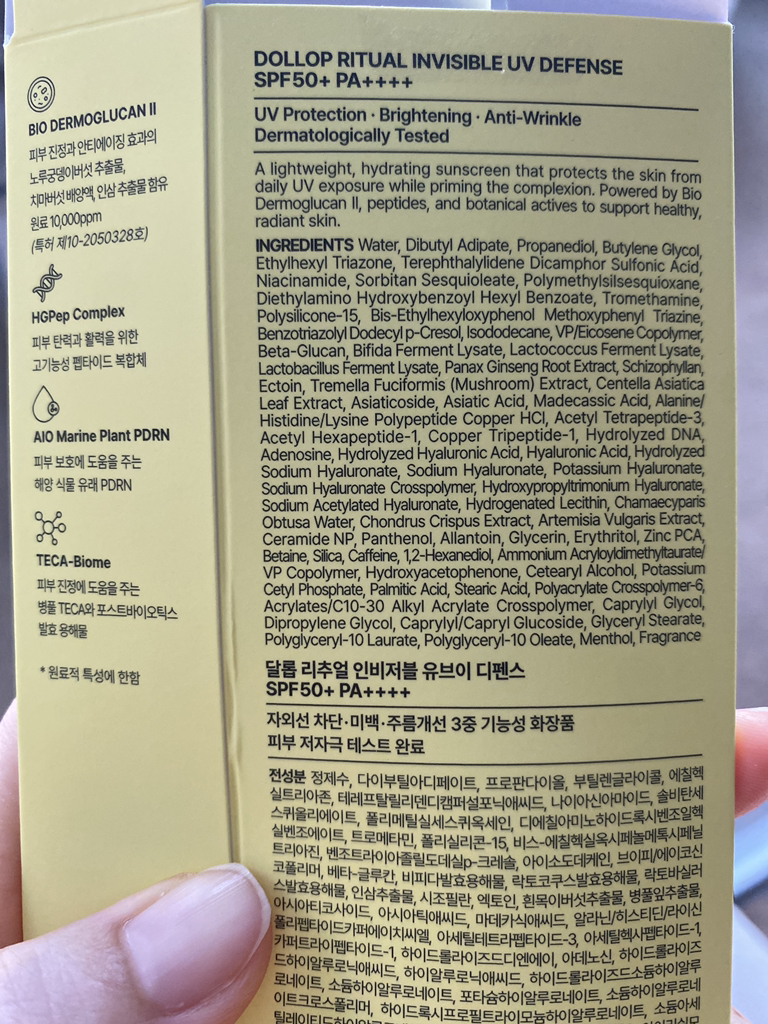 BIO DERMOGLUCAN II
피부 진정과 안티에이징 효과의
노루궁뎅이버섯 추출물,
치마버섯 배양액, 인삼 추출물 함유
원료 10,000ppm
(특허 제10-2050328호)
HGPep Complex
피부 탄력과 활력을 위한
고기능성 펩타이드 복합체
AIO Marine Plant PDRN
피부 보호에 도움을 주는
해양 식물 유래 PDRN
TECA-Biome
피부 진정에 도움을 주는
병풀 TECA와 포스트바이오틱스
발효 용해물
* 원료적 특성에 한함
DOLLOP RITUAL INVISIBLE UV DEFENSE
SPF50+ PA++++
UV Protection · Brightening · Anti-Wrinkle
Dermatologically Tested
A lightweight, hydrating sunscreen that protects the skin from
daily UV exposure while priming the complexion. Powered by Bio
Dermoglucan II, peptides, and botanical actives to support healthy,
radiant skin.
INGREDIENTS Water, Dibutyl Adipate, Propanediol, Butylene Glycol,
Ethylhexyl Triazone, Terephthalylidene Dicamphor Sulfonic Acid,
Niacinamide, Sorbitan Sesquioleate, Polymethylsilsesquioxane,
Diethylamino Hydroxybenzoyl Hexyl Benzoate, Tromethamine,
Polysilicone-15, Bis-Ethylhexyloxyphenol Methoxyphenyl Triazine,
Benzotriazolyl Dodecyl p-Cresol, Isododecane, VP/Eicosene Copolymer,
Beta-Glucan, Bifida Ferment Lysate, Lactococcus Ferment Lysate,
Lactobacillus Ferment Lysate, Panax Ginseng Root Extract, Schizophyllan,
Ectoin, Tremella Fuciformis (Mushroom) Extract, Centella Asiatica
Leaf Extract, Asiaticoside, Asiatic Acid, Madecassic Acid, Alanine/
Histidine/Lysine Polypeptide Copper HCl, Acetyl Tetrapeptide-3,
Acetyl Hexapeptide-1, Copper Tripeptide-1, Hydrolyzed DNA,
Adenosine, Hydrolyzed Hyaluronic Acid, Hyaluronic Acid, Hydrolyzed
Sodium Hyaluronate, Sodium Hyaluronate, Potassium Hyaluronate,
Sodium Hyaluronate Crosspolymer, Hydroxypropyltrimonium Hyaluronate,
Sodium Acetylated Hyaluronate, Hydrogenated Lecithin, Chamaecyparis
Obtusa Water, Chondrus Crispus Extract, Artemisia Vulgaris Extract,
Ceramide NP, Panthenol, Allantoin, Glycerin, Erythritol, Zinc PCA,
Betaine, Silica, Caffeine, 1,2-Hexanediol, Ammonium Acryloyldimethyltaurate/
VP Copolymer, Hydroxyacetophenone, Cetearyl Alcohol, Potassium
Cetyl Phosphate, Palmitic Acid, Stearic Acid, Polyacrylate Crosspolymer-6,
Acrylates/C10-30 Alkyl Acrylate Crosspolymer, Caprylyl Glycol,
Dipropylene Glycol, Caprylyl/Capryl Glucoside, Glyceryl Stearate,
Polyglyceryl-10 Laurate, Polyglyceryl-10 Oleate, Menthol, Fragrance
달롭 리추얼 인비저블 유브이 디펜스
SPF50+ PA++++
자외선 차단·미백·주름개선 3중 기능성 화장품
피부 저자극 테스트 완료
전성분 정제수, 다이부틸아디페이트, 프로판다이올, 부틸렌글라이콜, 에칠헥
실트리아존, 테레프탈릴리덴디캠퍼설포닉애씨드, 나이아신아마이드, 솔비탄세
스퀴올리에이트, 폴리메틸실세스퀴옥세인, 디에칠아미노하이드록시벤조일헥
실벤조에이트, 트로메타민, 폴리실리콘-15, 비스-에칠헥실옥시페놀메톡시페닐
트리아진, 벤조트라이아졸릴도데실p-크레솔, 아이소도데케인, 브이피/에이코신
코폴리머, 베타-글루칸, 비피다발효용해물, 락토코쿠스발효용해물, 락토바실러
스발효용해물, 인삼추출물, 시조필란, 엑토인, 흰목이버섯추출물, 병풀잎추출물,
아시아티코사이드, 아시아틱애씨드, 마데카식애씨드, 알라닌/히스티딘/라이신
폴리펩타이드카퍼에이치씨엘, 아세틸테트라펩타이드-3, 아세틸헥사펩타이드-1,
카퍼트라이펩타이드-1, 하이드롤라이즈드디엔에이, 아데노신, 하이드롤라이즈
드하이알루로닉애씨드, 하이알루로닉애씨드, 하이드롤라이즈드소듐하이알루
로네이트, 소듐하이알루로네이트, 포타슘하이알루로네이트, 소듐하이알루로네
이트크로스폴리머, 하이드록시프로필트라이모늄하이알루로네이트, 소듐아세